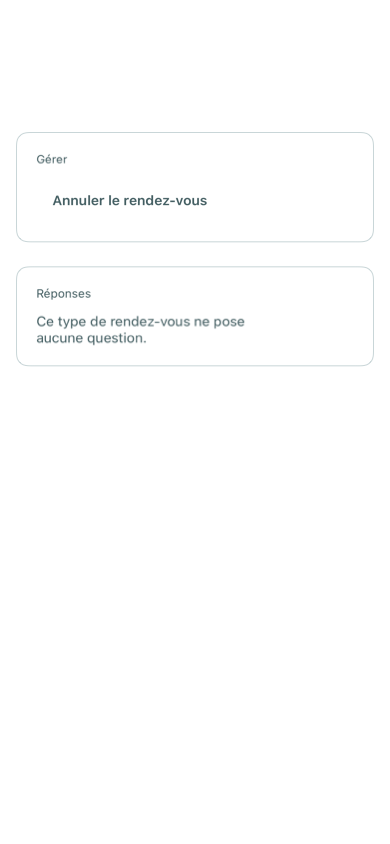 Gérer
Annuler le rendez-vous
Réponses
Ce type de rendez-vous ne pose
aucune question.